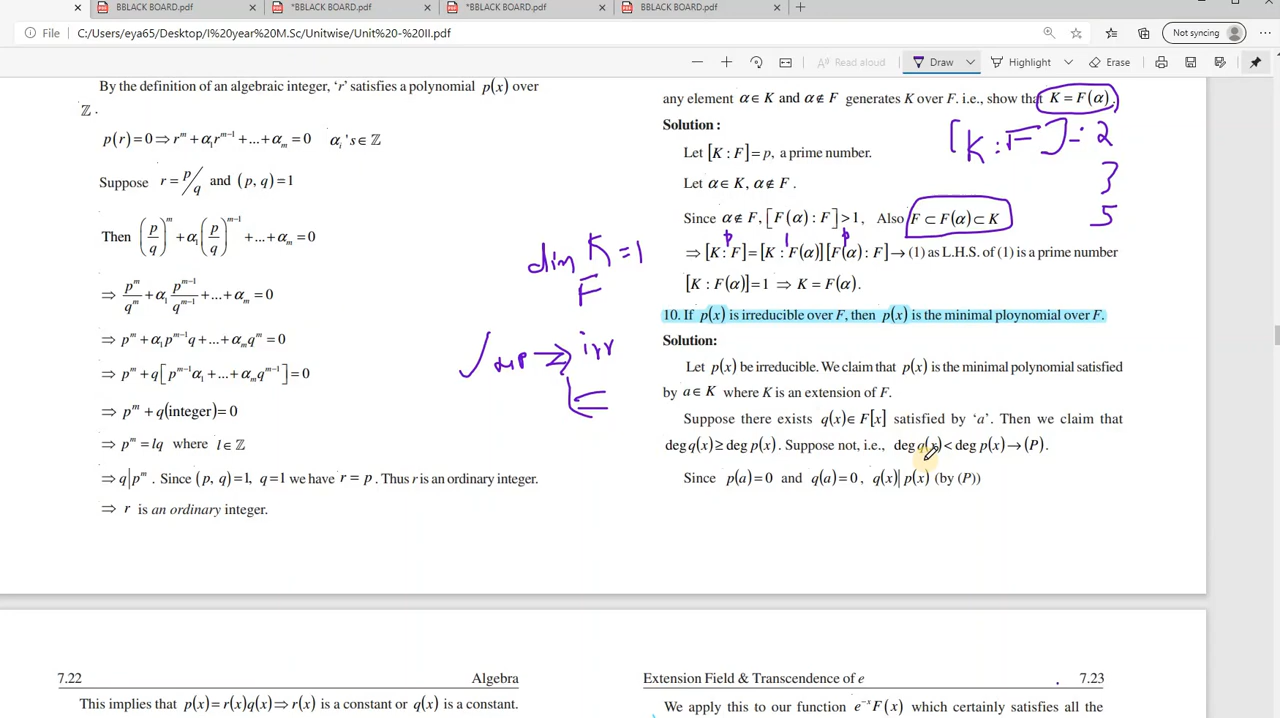 BBLACK BOARD.pdf
*BBLACK BOARD.pdf
*BBLACK BOARD.pdf
BBLACK BOARD.pdf
File
C:/Users/eya65/Desktop/I%20year%20M.Sc/Unitwise/Unit%20-%20II.pdf
Not syncing
Read aloud
Draw
Highlight
Erase
By the definition of an algebraic integer, 'r' satisfies a polynomial p(x) over
ℤ.
p(r)=0⇒r^m+α₁r^{m−1}+...+α_m=0 α_i's∈ℤ
Suppose r=p/q and (p, q)=1
Then (p/q)^m+α₁(p/q)^{m−1}+...+α_m=0
⇒ p^m/q^m+α₁p^{m−1}/q^{m−1}+...+α_m=0
⇒ p^m+α₁p^{m−1}q+...+α_mq^m=0
⇒ p^m+q[p^{m−1}α₁+...+α_mq^{m−1}]=0
⇒ p^m+q(integer)=0
⇒ p^m=lq where l∈ℤ
⇒ q|p^m. Since (p, q)=1, q=1 we have r=p. Thus r is an ordinary integer.
⇒ r is an ordinary integer.
dim K =1
F
mp → irr
⇐
any element α∈K and α∉F generates K over F. i.e., show that K=F(α).
[K:F]=2
3
5
Solution :
Let [K:F]=p, a prime number.
Let α∈K, α∉F.
Since α∉F, [F(α):F]>1, Also F⊂F(α)⊂K
p 1 p
⇒ [K:F]=[K:F(α)][F(α):F]→(1) as L.H.S. of (1) is a prime number
[K:F(α)]=1 ⇒ K=F(α).
10. If p(x) is irreducible over F, then p(x) is the minimal ploynomial over F.
Solution:
Let p(x) be irreducible. We claim that p(x) is the minimal polynomial satisfied
by a∈K where K is an extension of F.
Suppose there exists q(x)∈F[x] satisfied by 'a'. Then we claim that
deg q(x)≥deg p(x). Suppose not, i.e., deg q(x)<deg p(x)→(P).
Since p(a)=0 and q(a)=0, q(x)|p(x) (by (P))
7.22 Algebra
This implies that p(x)=r(x)q(x)⇒r(x) is a constant or q(x) is a constant.
Extension Field & Transcendence of e 7.23
We apply this to our function e^{−x}F(x) which certainly satisfies all the